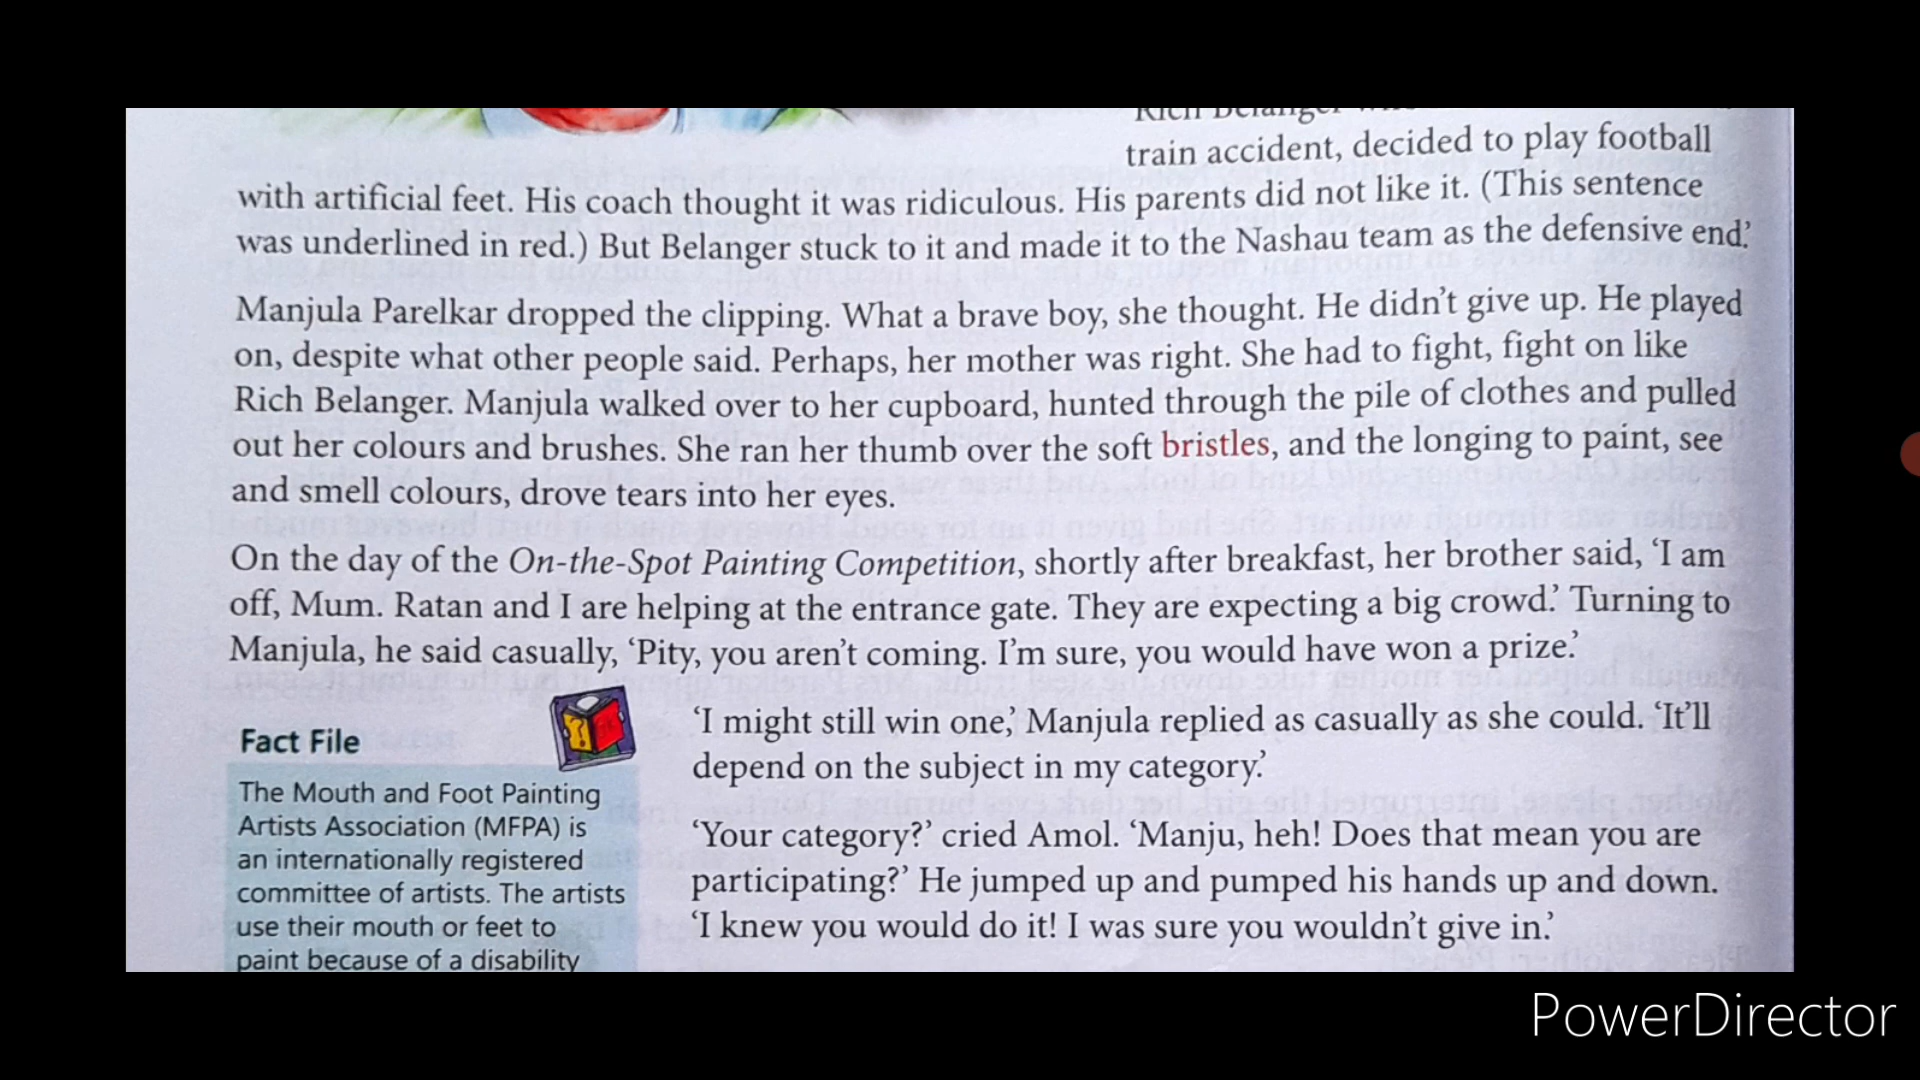 train accident, decided to play football
with artificial feet. His coach thought it was ridiculous. His parents did not like it. (This sentence
was underlined in red.) But Belanger stuck to it and made it to the Nashau team as the defensive end.’
Manjula Parelkar dropped the clipping. What a brave boy, she thought. He didn’t give up. He played
on, despite what other people said. Perhaps, her mother was right. She had to fight, fight on like
Rich Belanger. Manjula walked over to her cupboard, hunted through the pile of clothes and pulled
out her colours and brushes. She ran her thumb over the soft bristles, and the longing to paint, see
and smell colours, drove tears into her eyes.
On the day of the On-the-Spot Painting Competition, shortly after breakfast, her brother said, ‘I am
off, Mum. Ratan and I are helping at the entrance gate. They are expecting a big crowd.’ Turning to
Manjula, he said casually, ‘Pity, you aren’t coming. I’m sure, you would have won a prize.’
‘I might still win one,’ Manjula replied as casually as she could. ‘It’ll
depend on the subject in my category.’
‘Your category?’ cried Amol. ‘Manju, heh! Does that mean you are
participating?’ He jumped up and pumped his hands up and down.
‘I knew you would do it! I was sure you wouldn’t give in.’
Fact File
The Mouth and Foot Painting
Artists Association (MFPA) is
an internationally registered
committee of artists. The artists
use their mouth or feet to
paint because of a disability
PowerDirector